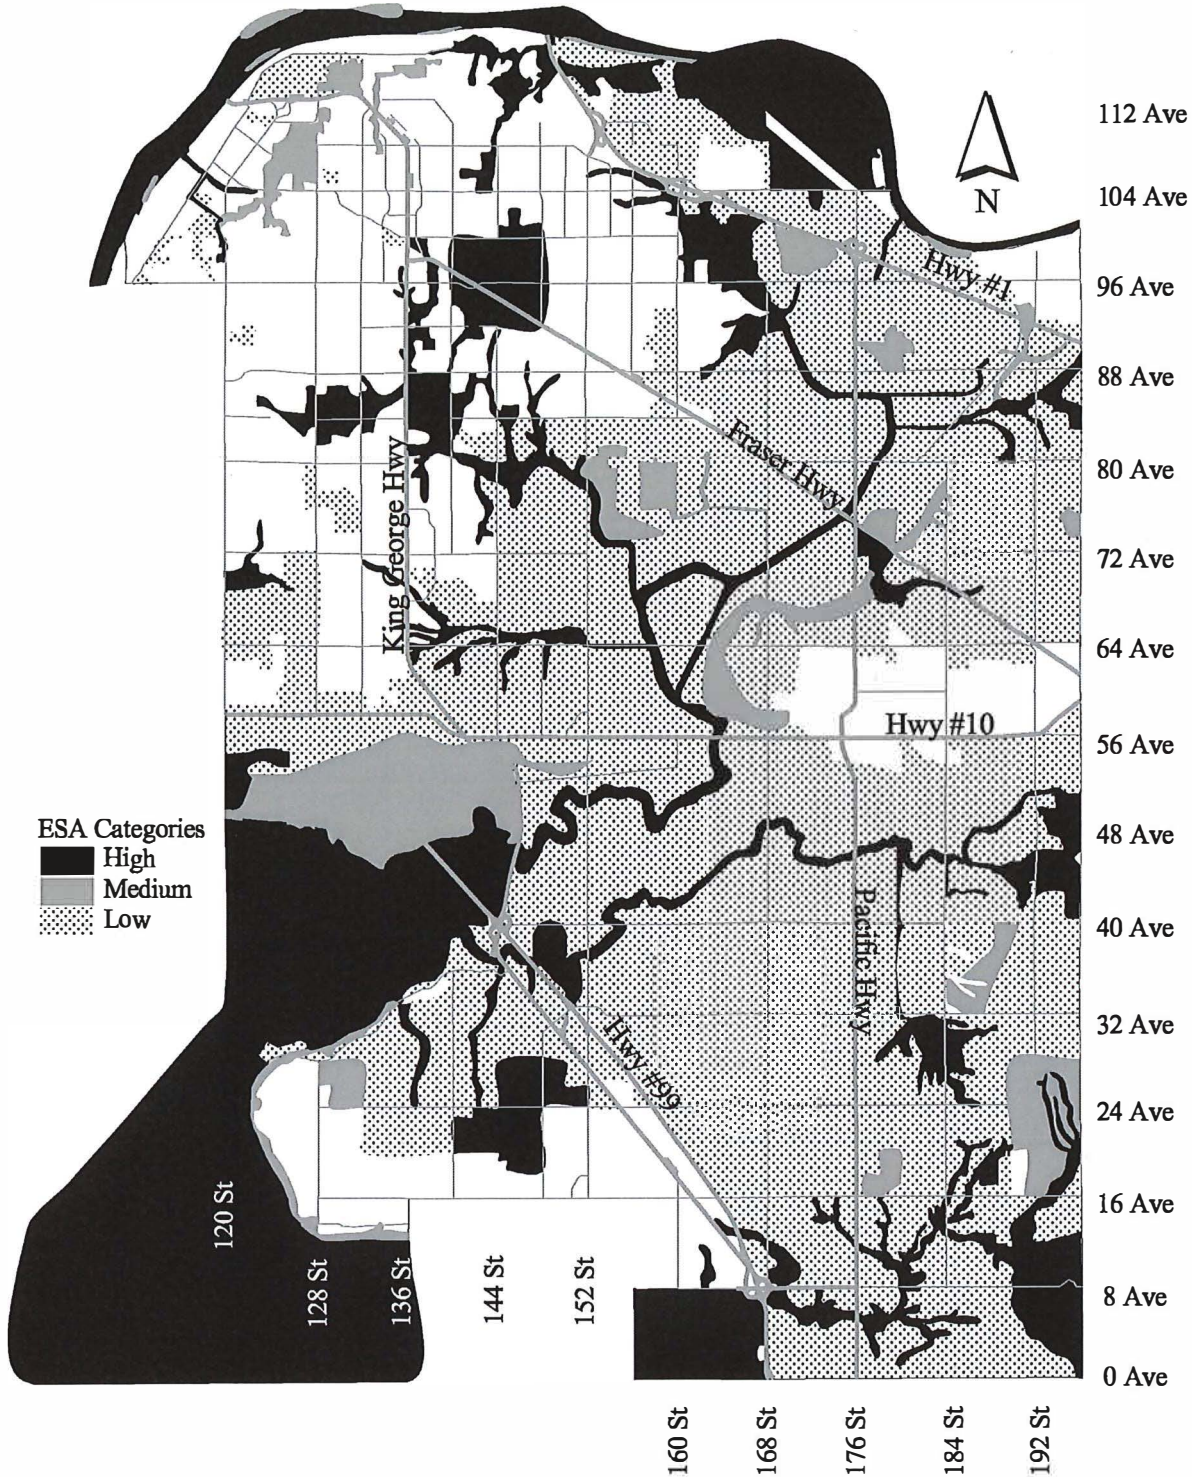 112 Ave
104 Ave
N
Hwy #1
96 Ave
88 Ave
Fraser Hwy
80 Ave
King George Hwy
72 Ave
64 Ave
Hwy #10
56 Ave
ESA Categories
High
Medium
Low
48 Ave
Pacific Hwy
40 Ave
32 Ave
Hwy #99
24 Ave
16 Ave
120 St
128 St
136 St
144 St
152 St
8 Ave
0 Ave
160 St
168 St
176 St
184 St
192 St